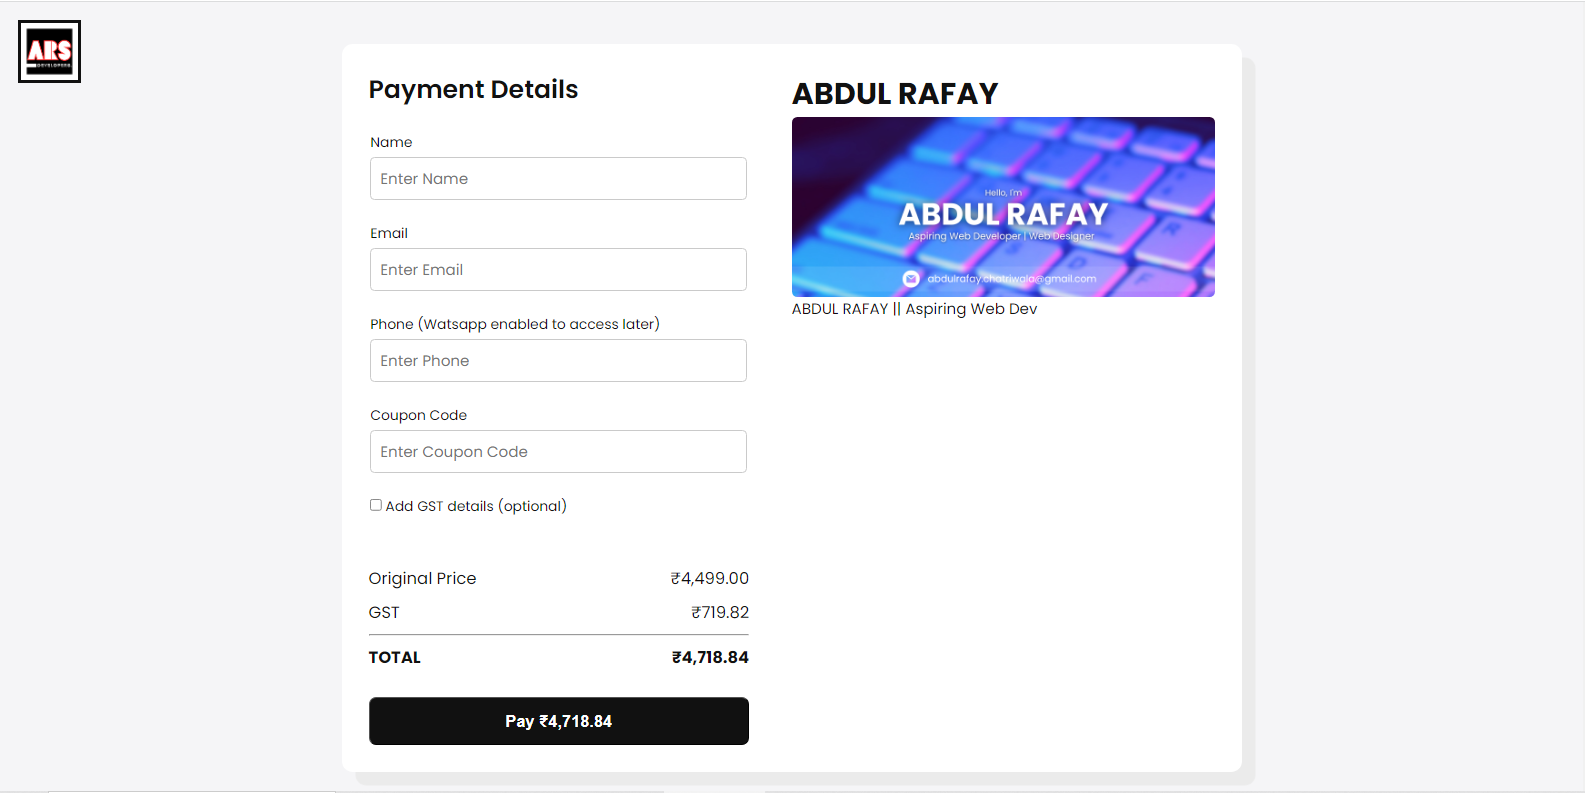 ARS
DEVELOPERS
Payment Details
Name
Enter Name
Email
Enter Email
Phone (Watsapp enabled to access later)
Enter Phone
Coupon Code
Enter Coupon Code
Add GST details (optional)
Original Price ₹4,499.00
GST ₹719.82
TOTAL ₹4,718.84
Pay ₹4,718.84
ABDUL RAFAY
Hello, I'm
ABDUL RAFAY
Aspiring Web Developer | Web Designer
abdulrafay.chatriwala@gmail.com
ABDUL RAFAY || Aspiring Web Dev